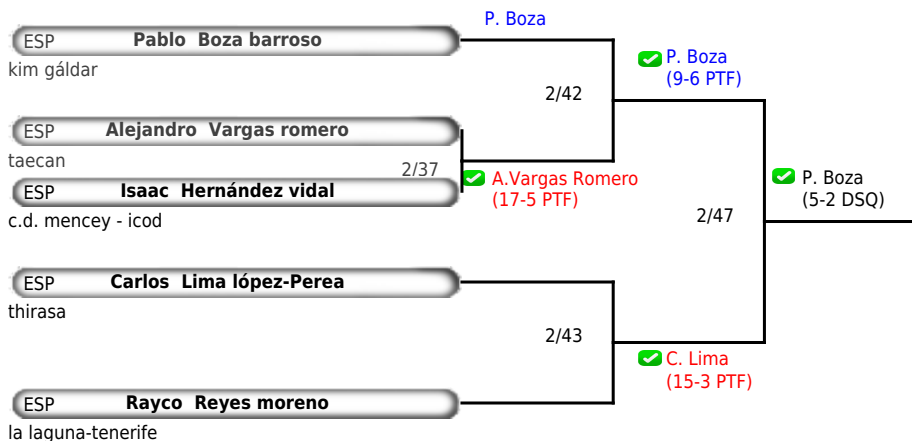 P. Boza
ESP Pablo Boza barroso
kim gáldar
P. Boza
(9-6 PTF)
2/42
ESP Alejandro Vargas romero
taecan
2/37
A.Vargas Romero
(17-5 PTF)
ESP Isaac Hernández vidal
c.d. mencey - icod
P. Boza
(5-2 DSQ)
2/47
ESP Carlos Lima lópez-Perea
thirasa
2/43
C. Lima
(15-3 PTF)
ESP Rayco Reyes moreno
la laguna-tenerife